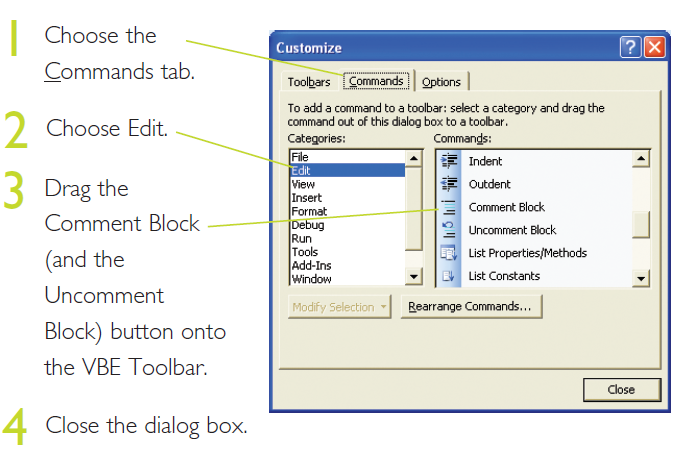 1 Choose the
Commands tab.
2 Choose Edit.
3 Drag the
Comment Block
(and the
Uncomment
Block) button onto
the VBE Toolbar.
4 Close the dialog box.
Customize
Toolbars Commands Options
To add a command to a toolbar: select a category and drag the
command out of this dialog box to a toolbar.
Categories:
File
Edit
View
Insert
Format
Debug
Run
Tools
Add-Ins
Window
Commands:
Indent
Outdent
Comment Block
Uncomment Block
List Properties/Methods
List Constants
Modify Selection
Rearrange Commands...
Close